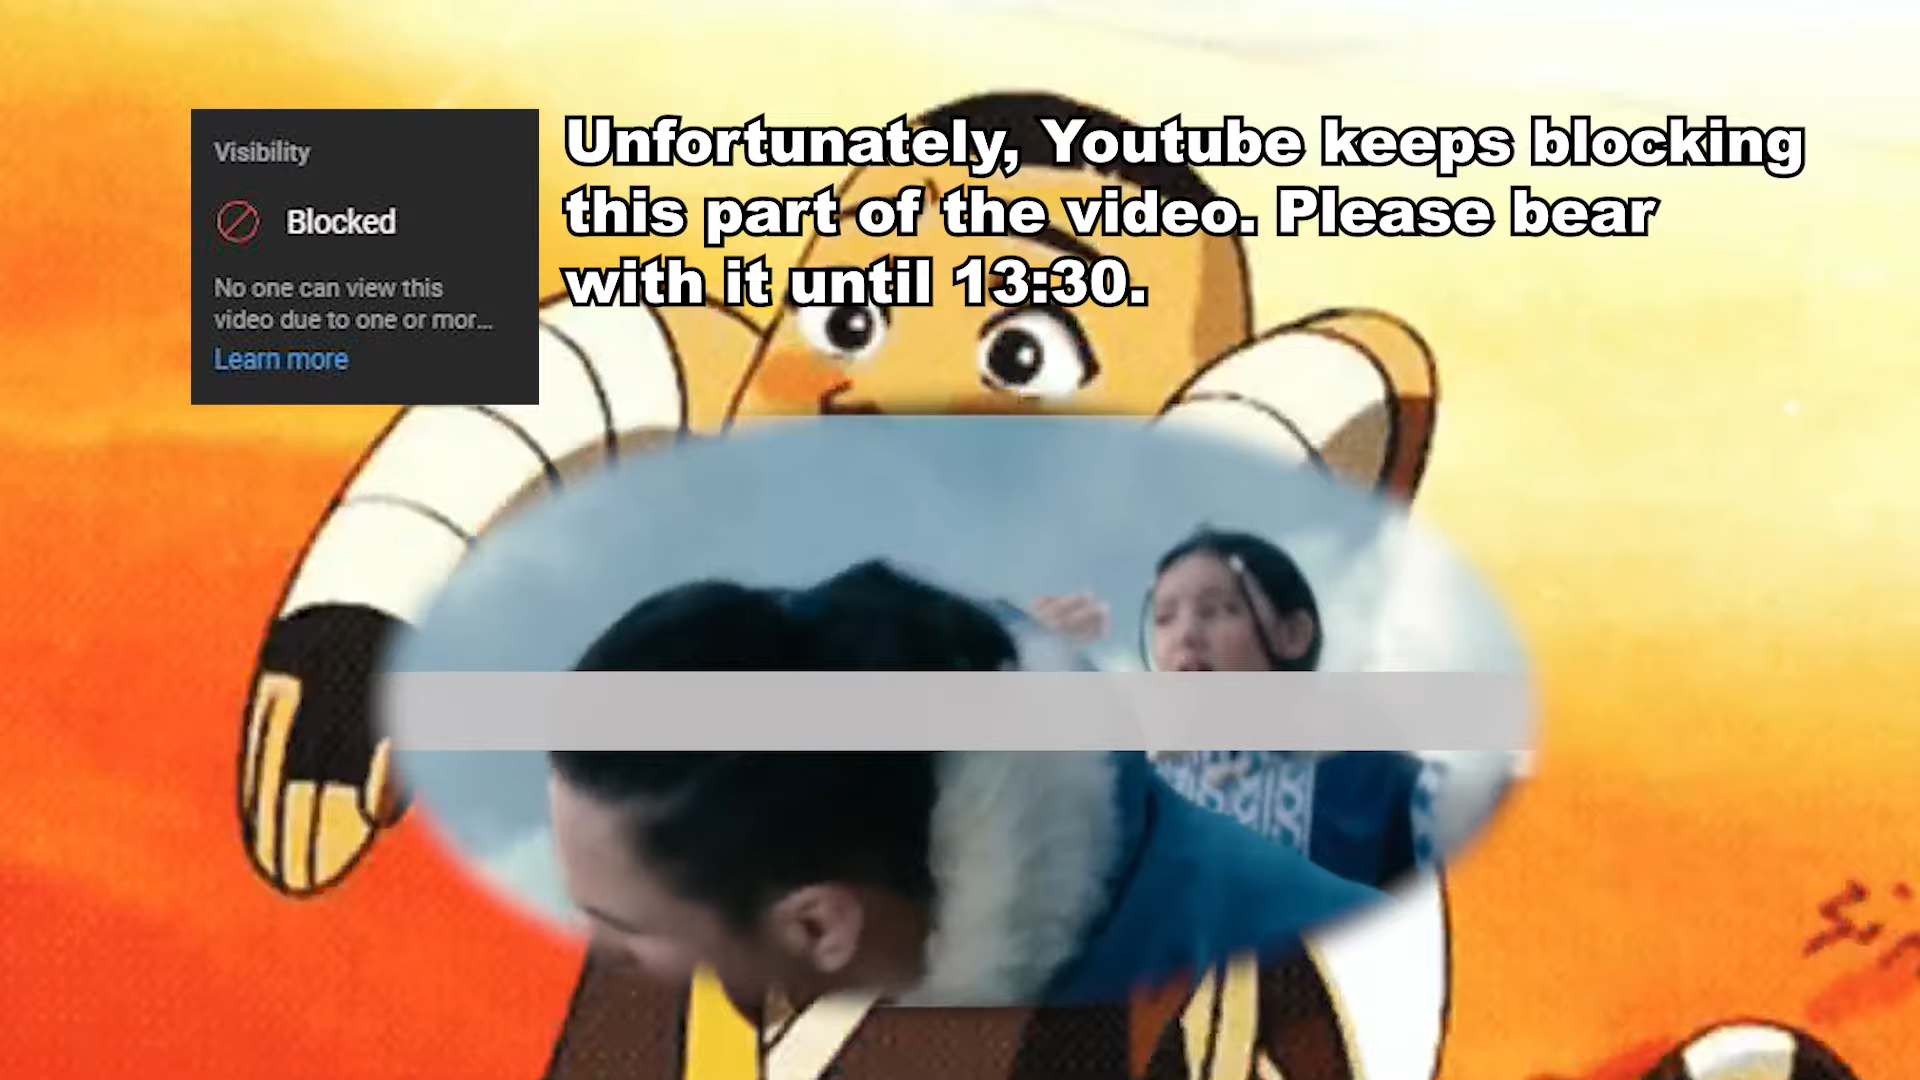 Visibility
Blocked
No one can view this
video due to one or mor...
Learn more
Unfortunately, Youtube keeps blocking
this part of the video. Please bear
with it until 13:30.